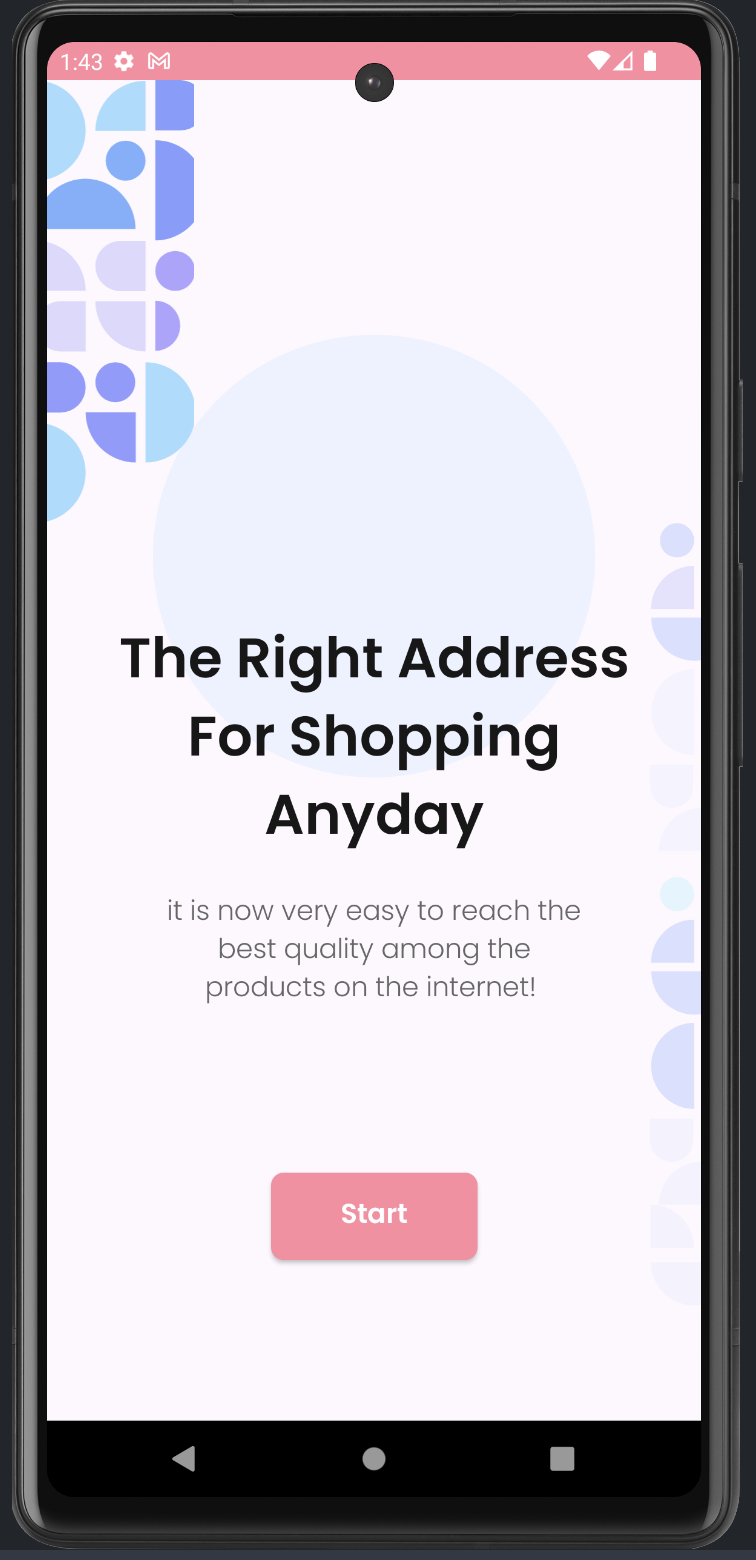 1:43
The Right Address
For Shopping
Anyday
it is now very easy to reach the
best quality among the
products on the internet!
Start